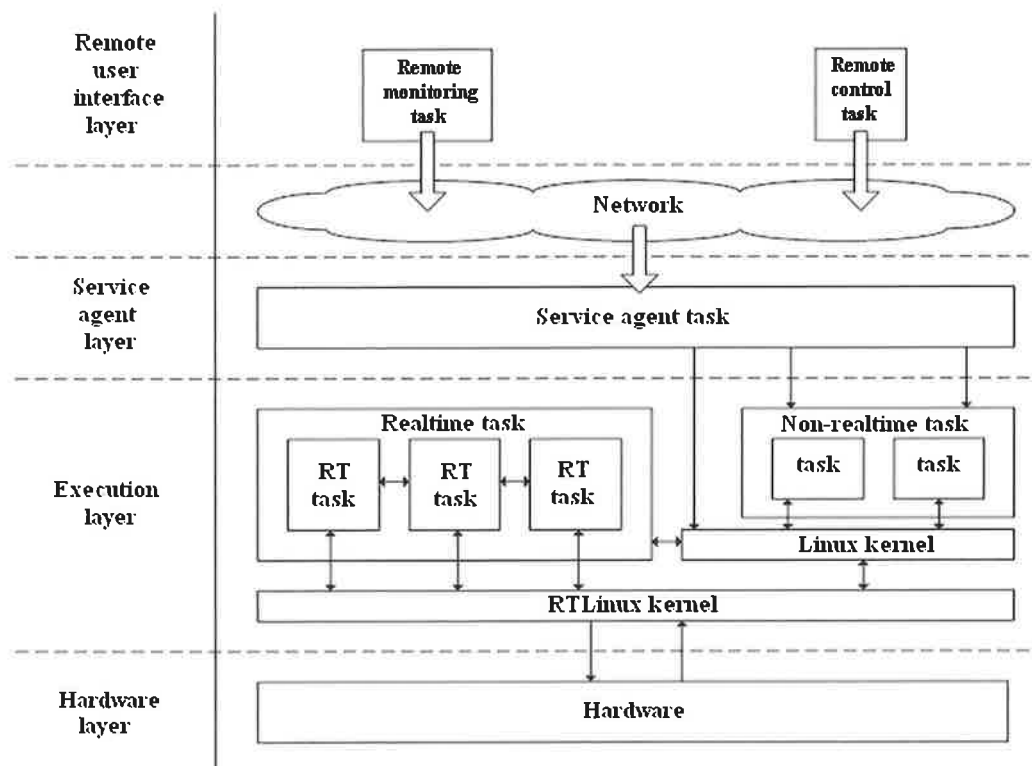 Remote
user
interface
layer
Remote
monitoring
task
Remote
control
task
Network
Service
agent
layer
Service agent task
Execution
layer
Realtime task
RT
task
RT
task
RT
task
Non-realtime task
task
task
Linux kernel
RTLinux kernel
Hardware
layer
Hardware